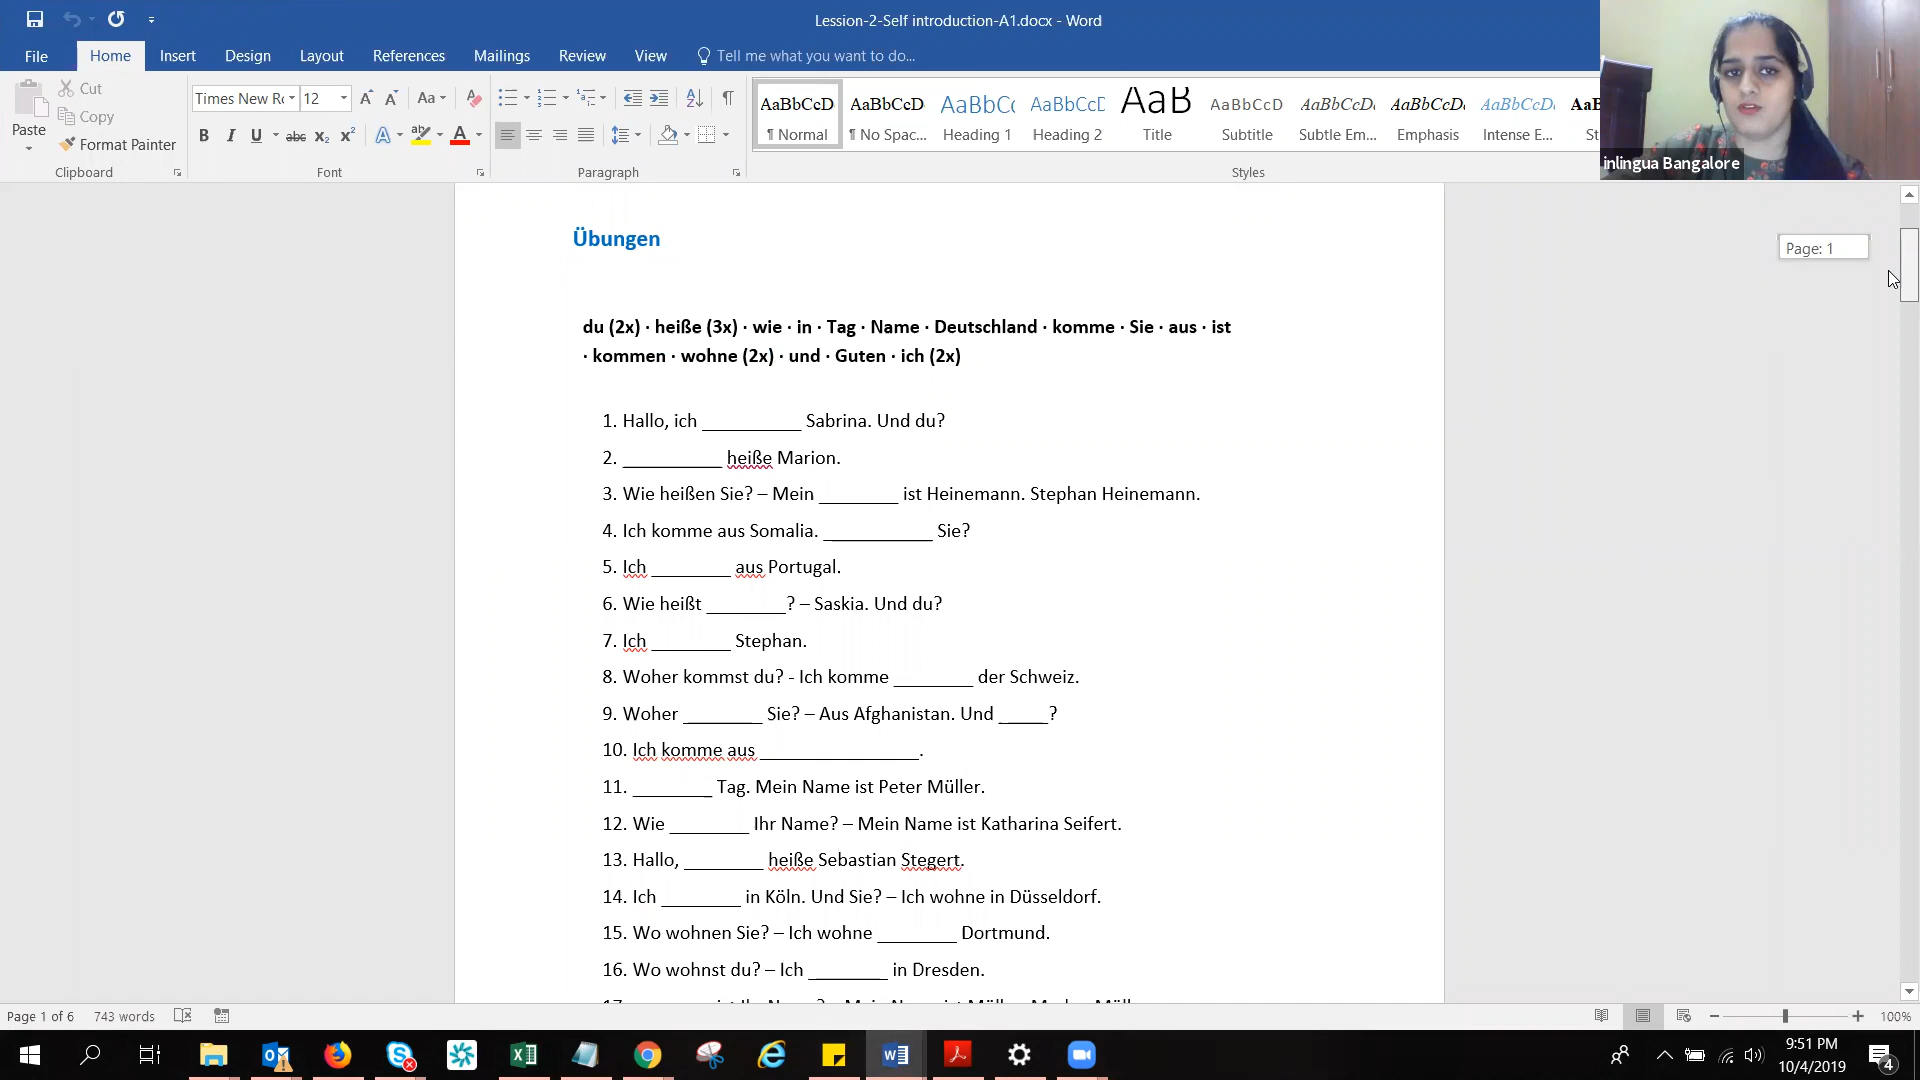 Lession-2-Self introduction-A1.docx - Word
File Home Insert Design Layout References Mailings Review View Tell me what you want to do...
Paste Cut Copy Format Painter
Times New Ro 12
AaBbCcD ¶ Normal
AaBbCcD ¶ No Spac...
AaBbCc Heading 1
AaBbCcD Heading 2
AaB Title
AaBbCcD Subtitle
AaBbCcD Subtle Em...
AaBbCcD Emphasis
AaBbCcD Intense E...
Clipboard Font Paragraph Styles
inlingua Bangalore
Page: 1
Übungen
du (2x) · heiße (3x) · wie · in · Tag · Name · Deutschland · komme · Sie · aus · ist
· kommen · wohne (2x) · und · Guten · ich (2x)
1. Hallo, ich __________ Sabrina. Und du?
2. __________ heiße Marion.
3. Wie heißen Sie? – Mein ________ ist Heinemann. Stephan Heinemann.
4. Ich komme aus Somalia. ___________ Sie?
5. Ich ________ aus Portugal.
6. Wie heißt ________? – Saskia. Und du?
7. Ich ________ Stephan.
8. Woher kommst du? - Ich komme ________ der Schweiz.
9. Woher ________ Sie? – Aus Afghanistan. Und _____?
10. Ich komme aus ________________.
11. ________ Tag. Mein Name ist Peter Müller.
12. Wie ________ Ihr Name? – Mein Name ist Katharina Seifert.
13. Hallo, ________ heiße Sebastian Stegert.
14. Ich ________ in Köln. Und Sie? – Ich wohne in Düsseldorf.
15. Wo wohnen Sie? – Ich wohne ________ Dortmund.
16. Wo wohnst du? – Ich ________ in Dresden.
Page 1 of 6 743 words 100%
9:51 PM
10/4/2019
4